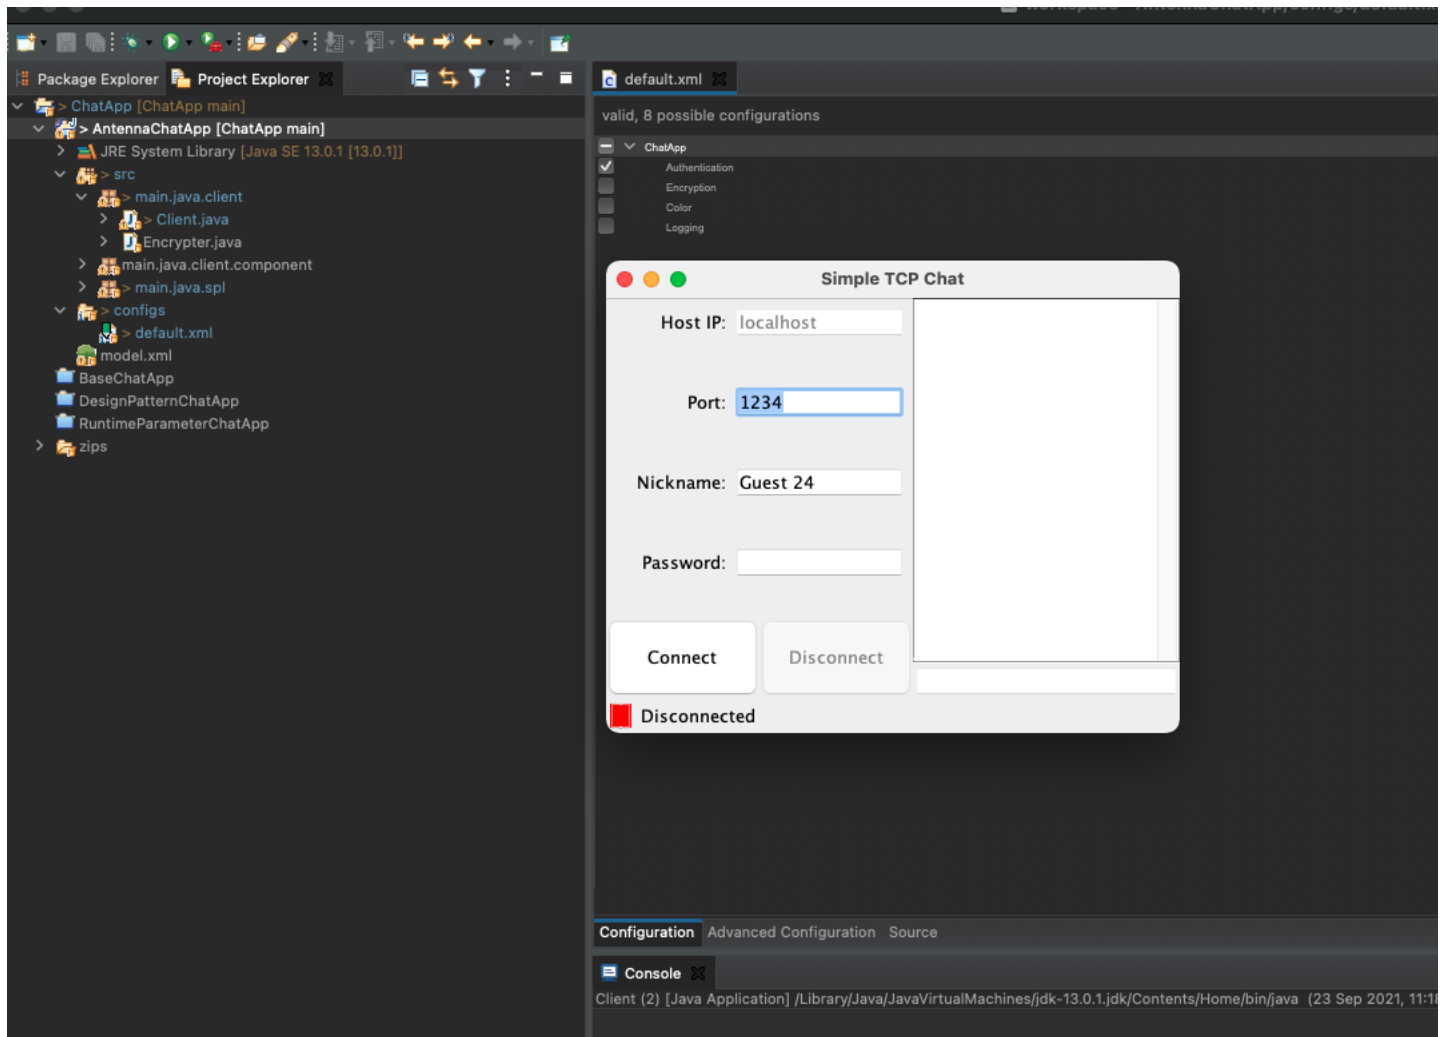 Package Explorer
Project Explorer
> ChatApp [ChatApp main]
> AntennaChatApp [ChatApp main]
JRE System Library [Java SE 13.0.1 [13.0.1]]
> src
> main.java.client
> Client.java
Encrypter.java
main.java.client.component
> main.java.spl
> configs
> default.xml
model.xml
BaseChatApp
DesignPatternChatApp
RuntimeParameterChatApp
zips
default.xml
valid, 8 possible configurations
ChatApp
Authentication
Encryption
Color
Logging
Simple TCP Chat
Host IP: localhost
Port: 1234
Nickname: Guest 24
Password:
Connect
Disconnect
Disconnected
Configuration
Advanced Configuration
Source
Console
Client (2) [Java Application] /Library/Java/JavaVirtualMachines/jdk-13.0.1.jdk/Contents/Home/bin/java (23 Sep 2021, 11:18